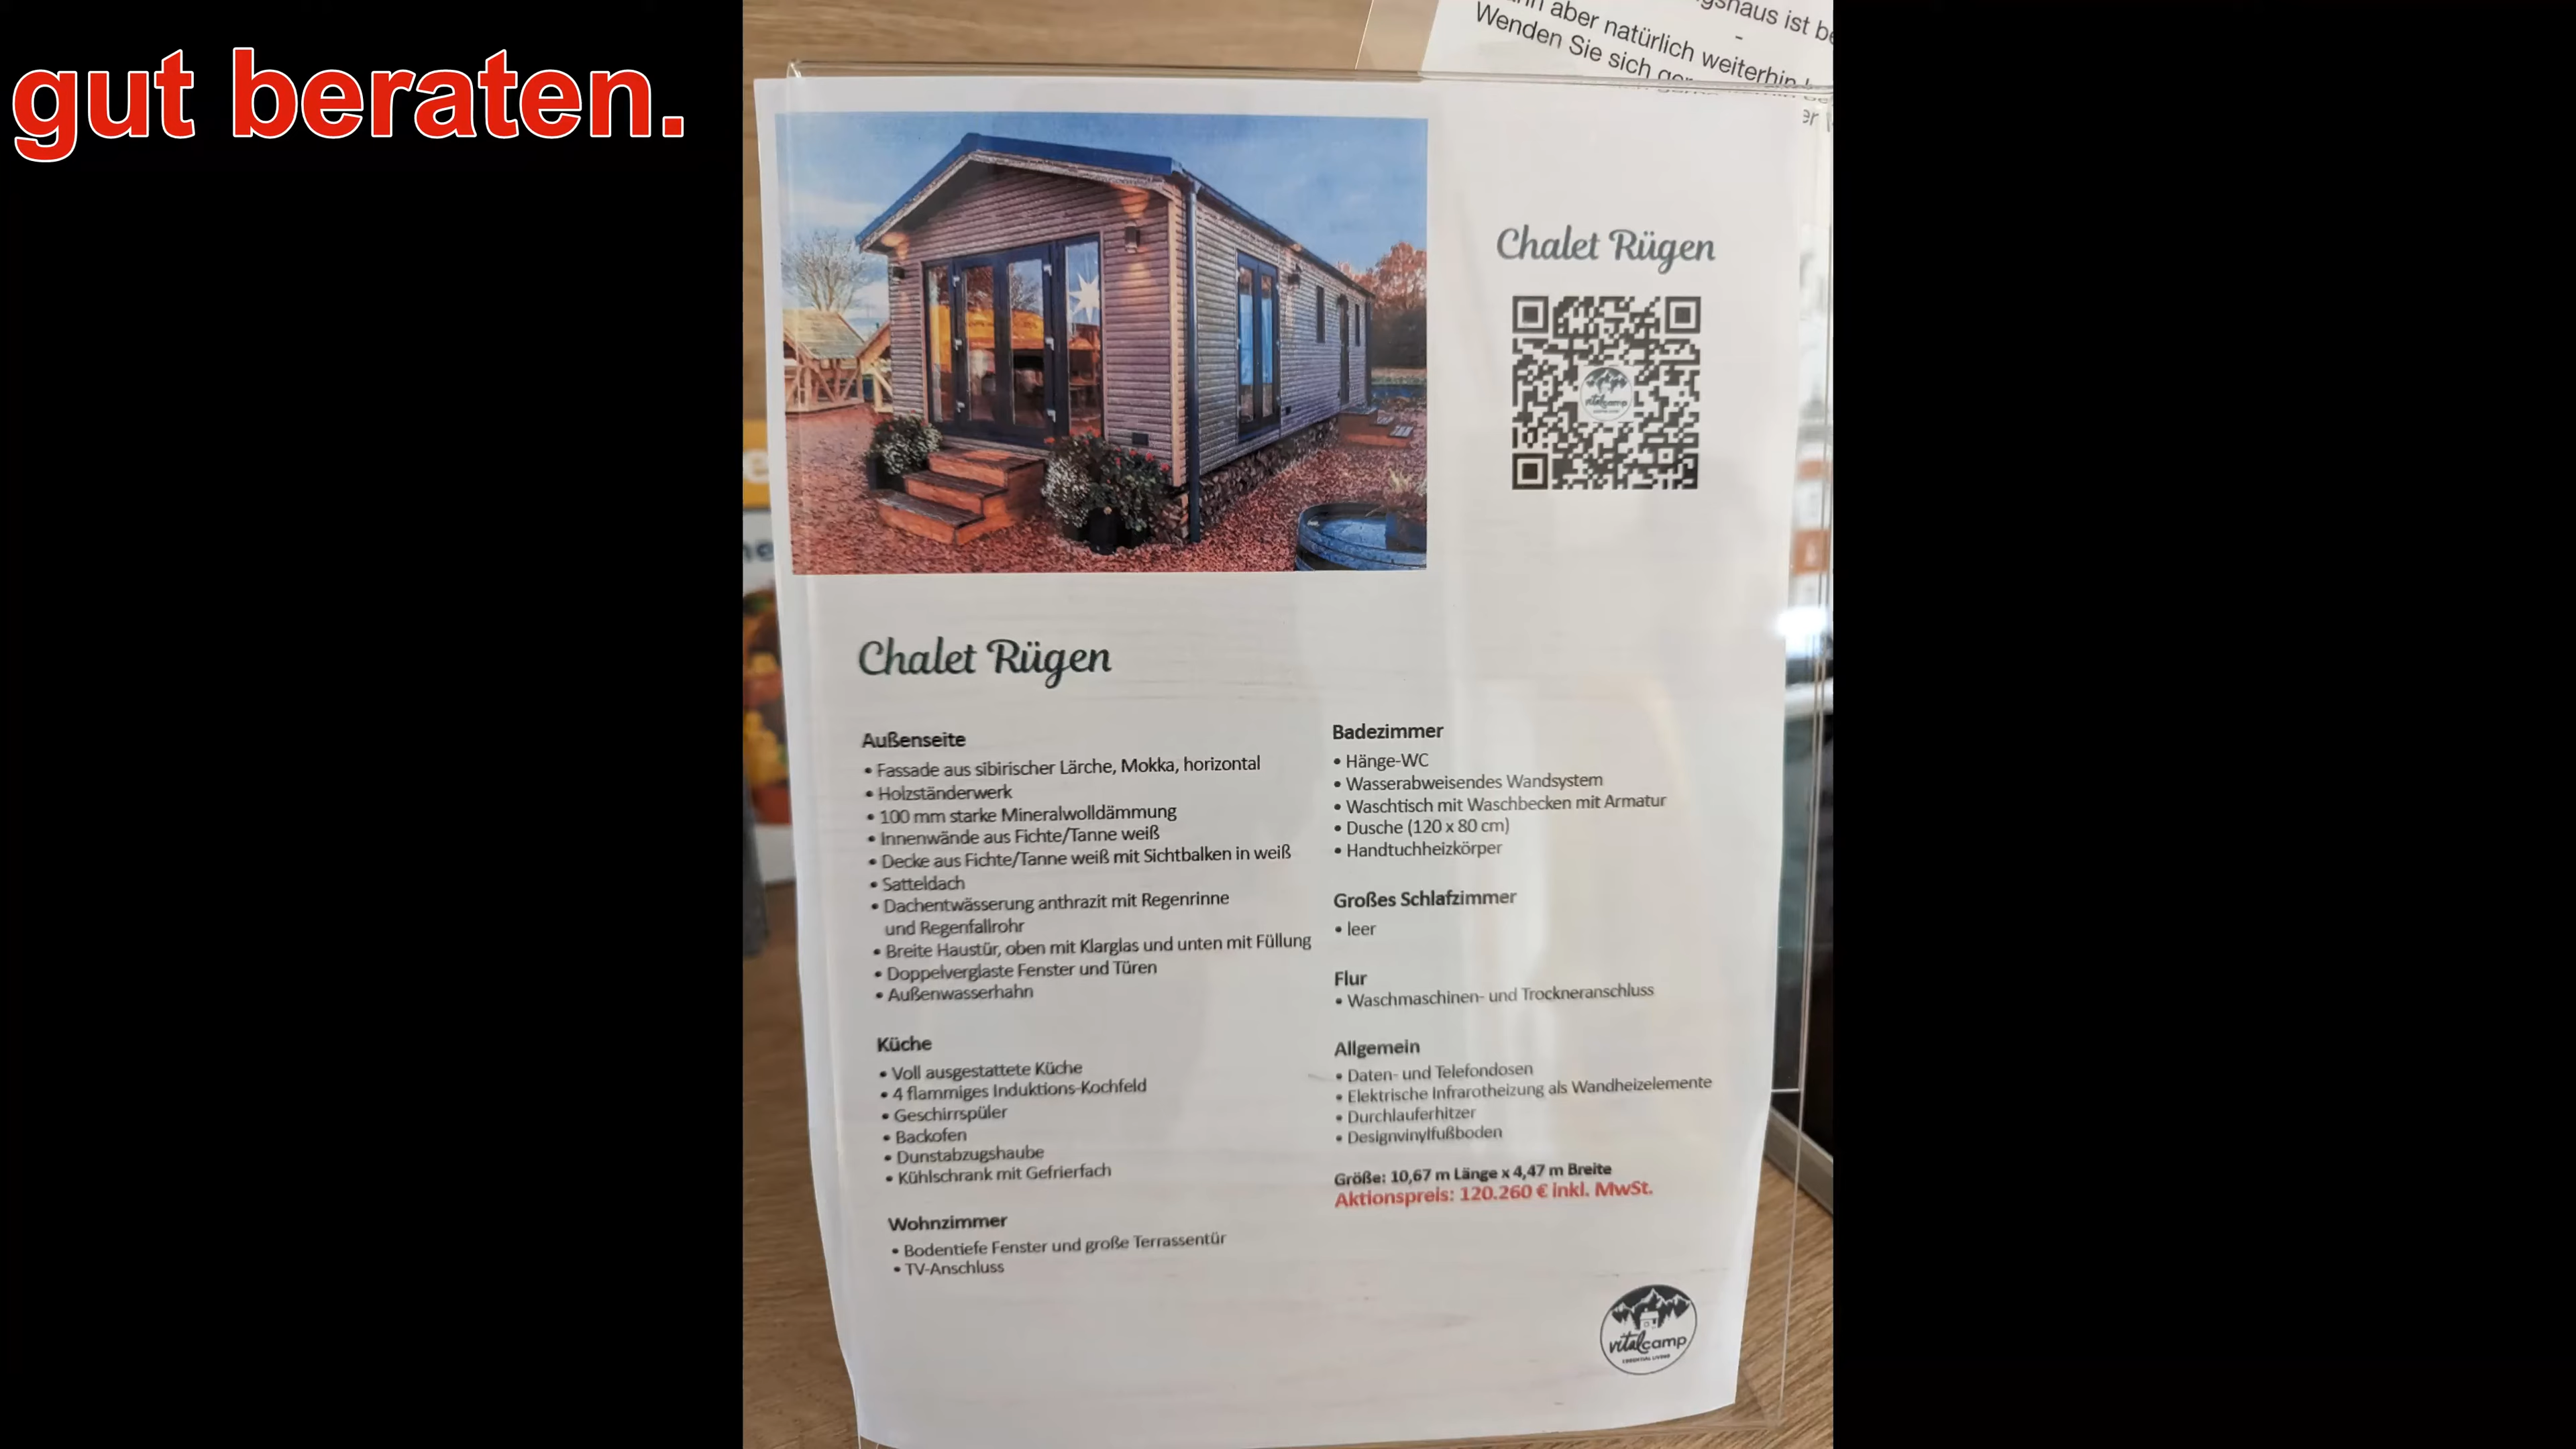 gut beraten.
aber natürlich weiterhin
Wenden Sie sich
Chalet Rügen
vitalcamp
Chalet Rügen
Außenseite
• Fassade aus sibirischer Lärche, Mokka, horizontal
• Holzständerwerk
• 100 mm starke Mineralwolldämmung
• Innenwände aus Fichte/Tanne weiß
• Decke aus Fichte/Tanne weiß mit Sichtbalken in weiß
• Satteldach
• Dachentwässerung anthrazit mit Regenrinne
und Regenfallrohr
• Breite Haustür, oben mit Klarglas und unten mit Füllung
• Doppelverglaste Fenster und Türen
• Außenwasserhahn
Küche
• Voll ausgestattete Küche
• 4 flammiges Induktions-Kochfeld
• Geschirrspüler
• Backofen
• Dunstabzugshaube
• Kühlschrank mit Gefrierfach
Wohnzimmer
• Bodentiefe Fenster und große Terrassentür
• TV-Anschluss
Badezimmer
• Hänge-WC
• Wasserabweisendes Wandsystem
• Waschtisch mit Waschbecken mit Armatur
• Dusche (120 x 80 cm)
• Handtuchheizkörper
Großes Schlafzimmer
• leer
Flur
• Waschmaschinen- und Trockneranschluss
Allgemein
• Daten- und Telefondosen
• Elektrische Infrarotheizung als Wandheizelemente
• Durchlauferhitzer
• Designvinylfußboden
Größe: 10,67 m Länge x 4,47 m Breite
Aktionspreis: 120.260 € inkl. MwSt.
vitalcamp
ESSENTIAL LIVING